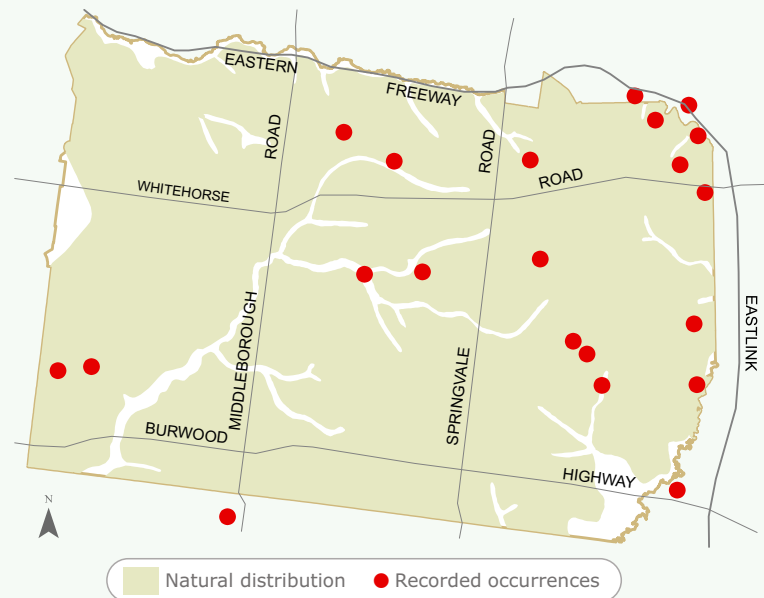 EASTERN
FREEWAY
ROAD
ROAD
ROAD
WHITEHORSE
MIDDLEBOROUGH
SPRINGVALE
EASTLINK
BURWOOD
HIGHWAY
N
Natural distribution
Recorded occurrences